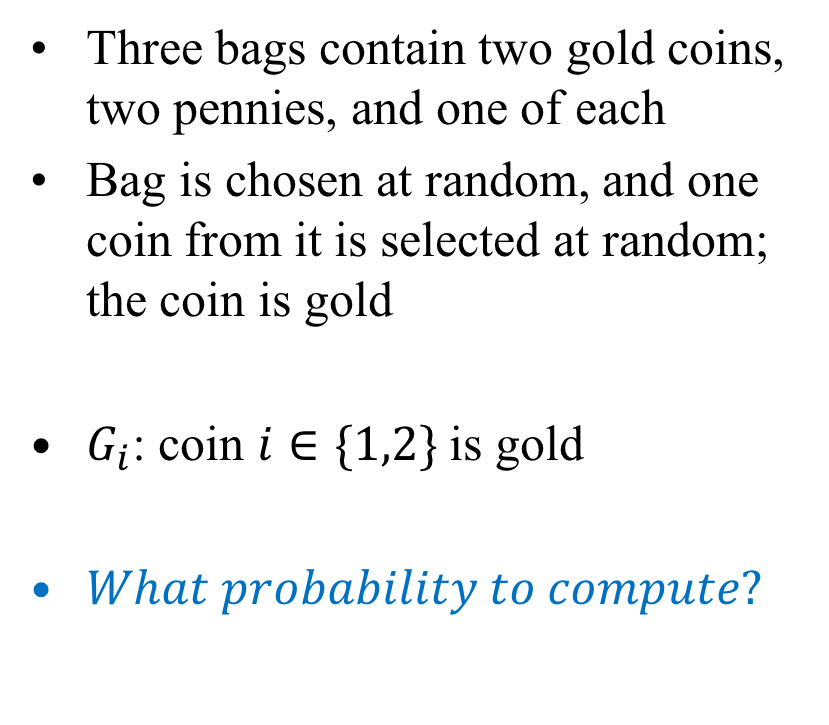 • Three bags contain two gold coins,
two pennies, and one of each
• Bag is chosen at random, and one
coin from it is selected at random;
the coin is gold
• 𝐺ᵢ: coin 𝑖 ∈ {1,2} is gold
• What probability to compute?